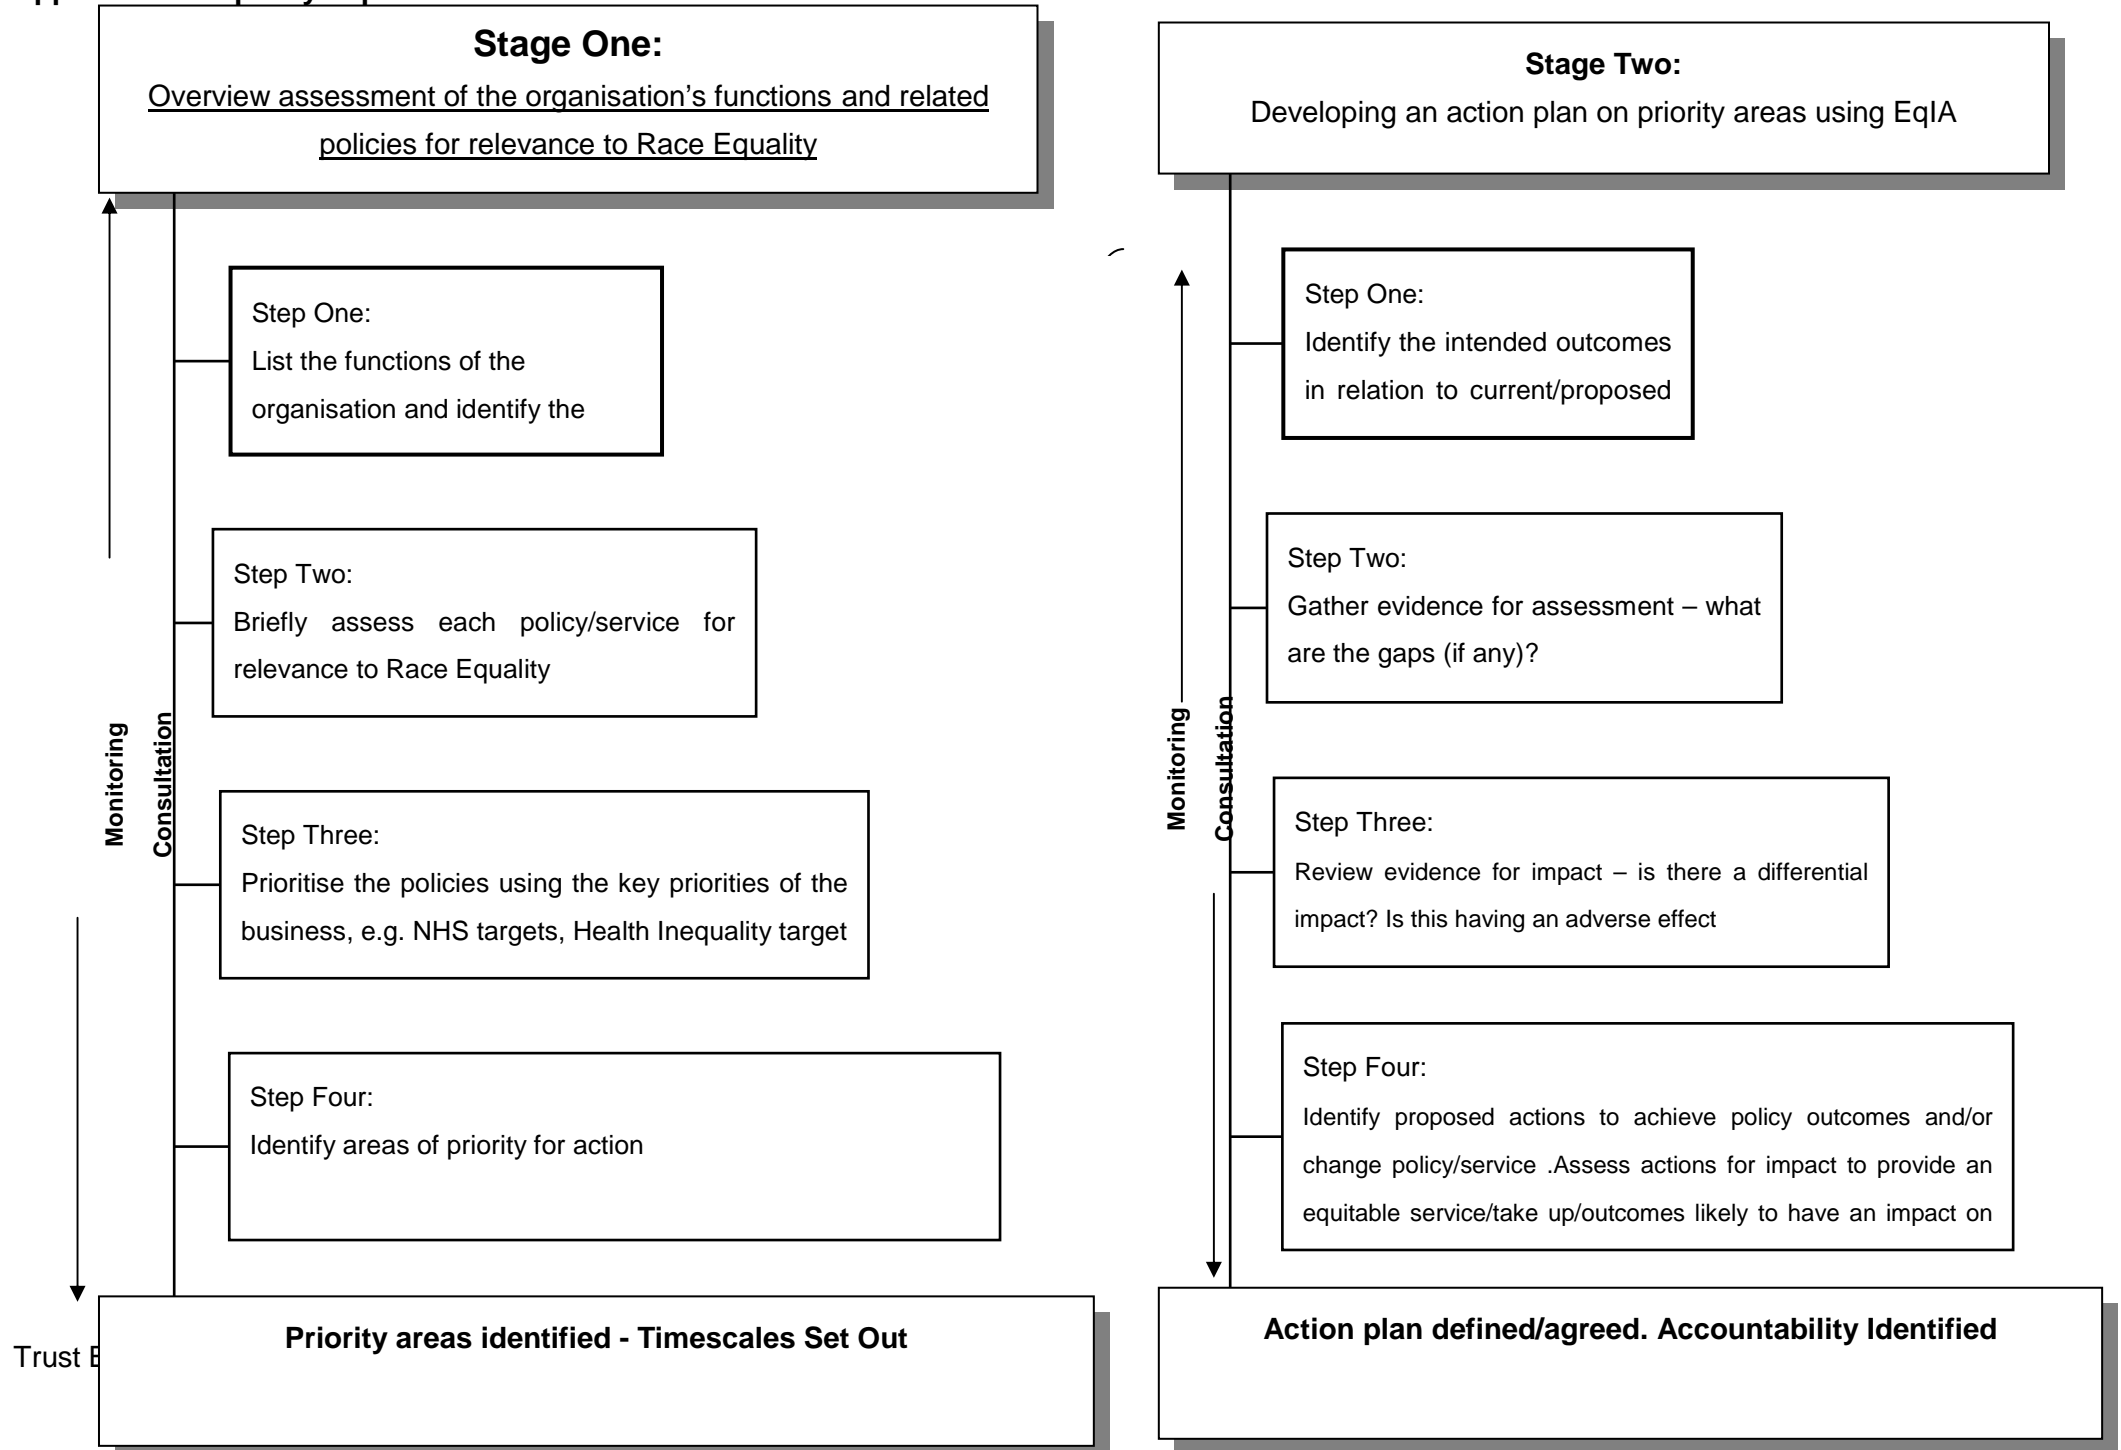 Stage One:
Overview assessment of the organisation's functions and related
policies for relevance to Race Equality
Step One:
List the functions of the
organisation and identify the
Step Two:
Briefly assess each policy/service for
relevance to Race Equality
Monitoring
Consultation
Step Three:
Prioritise the policies using the key priorities of the
business, e.g. NHS targets, Health Inequality target
Step Four:
Identify areas of priority for action
Priority areas identified - Timescales Set Out
Trust
Stage Two:
Developing an action plan on priority areas using EqIA
Step One:
Identify the intended outcomes
in relation to current/proposed
Step Two:
Gather evidence for assessment – what
are the gaps (if any)?
Monitoring
Consultation
Step Three:
Review evidence for impact – is there a differential
impact? Is this having an adverse effect
Step Four:
Identify proposed actions to achieve policy outcomes and/or
change policy/service .Assess actions for impact to provide an
equitable service/take up/outcomes likely to have an impact on
Action plan defined/agreed. Accountability Identified